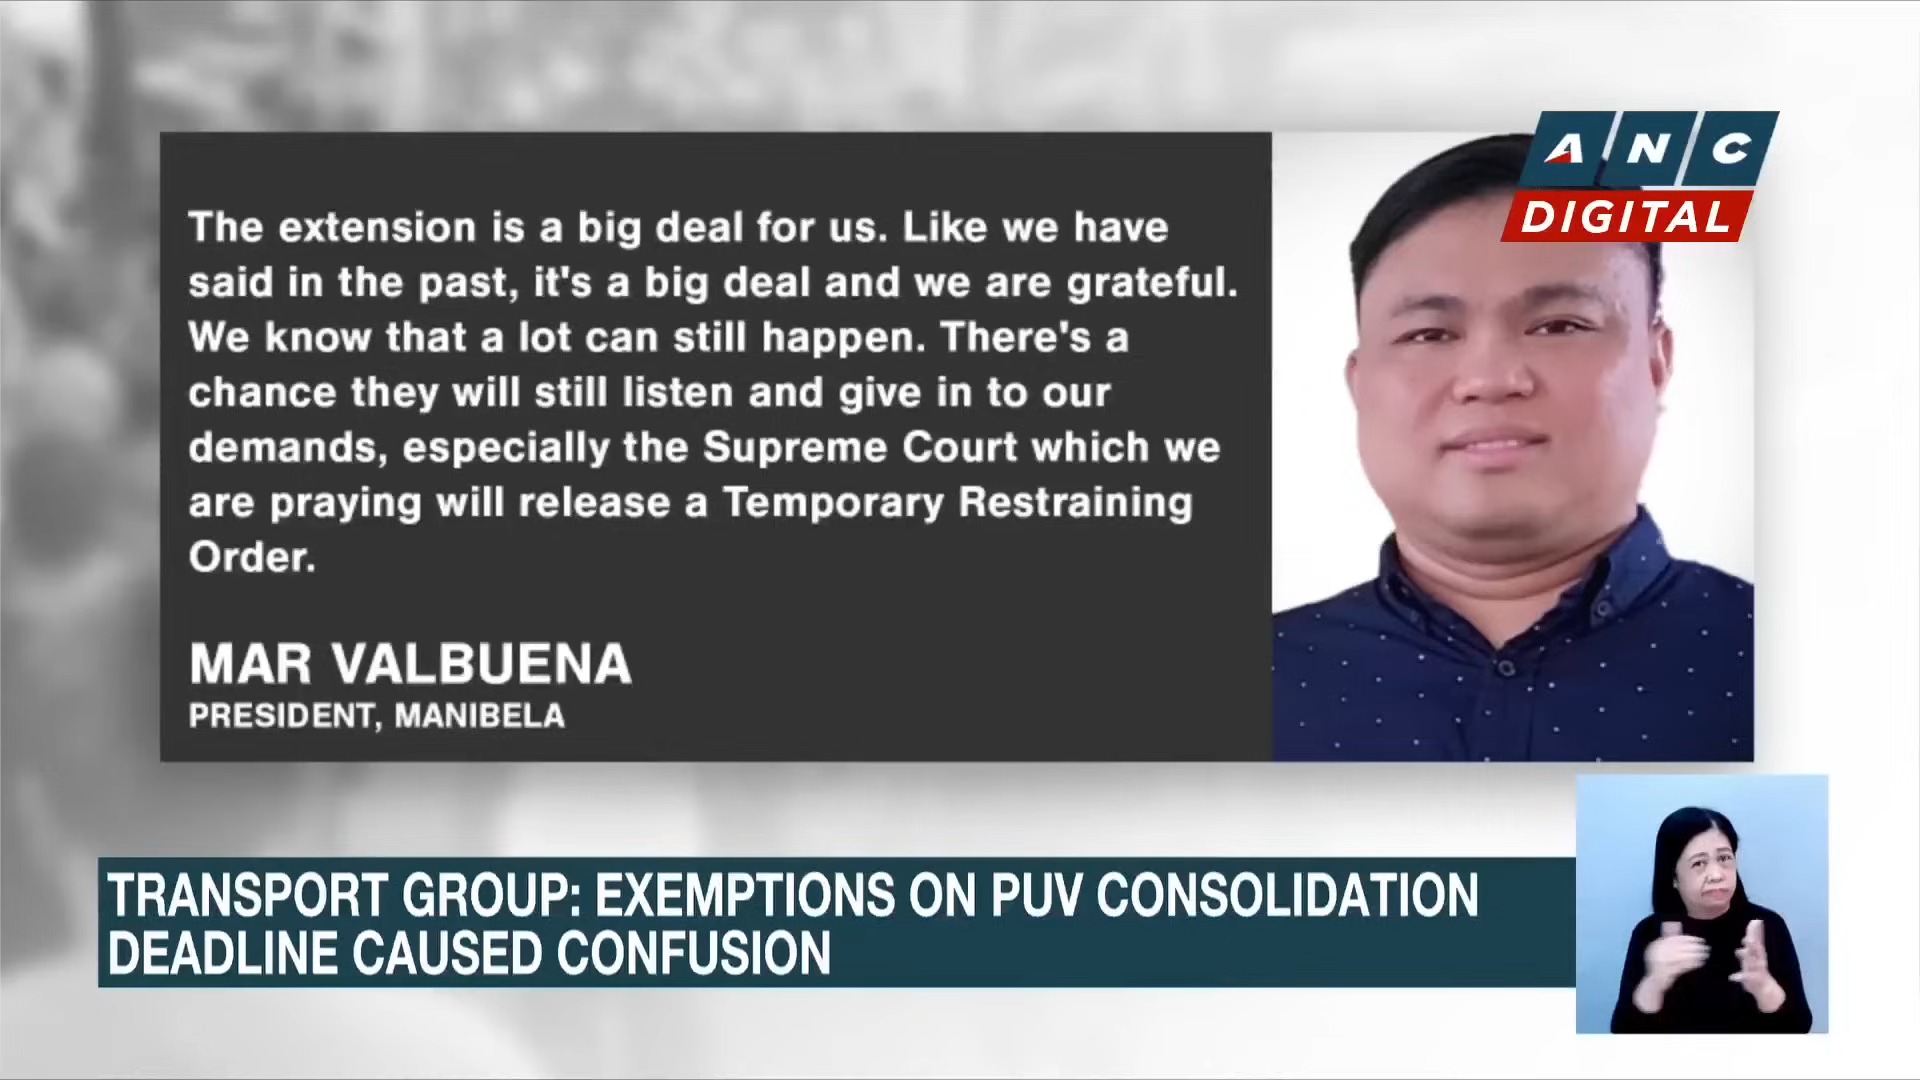 The extension is a big deal for us. Like we have
said in the past, it's a big deal and we are grateful.
We know that a lot can still happen. There's a
chance they will still listen and give in to our
demands, especially the Supreme Court which we
are praying will release a Temporary Restraining
Order.
MAR VALBUENA
PRESIDENT, MANIBELA
ANC
DIGITAL
TRANSPORT GROUP: EXEMPTIONS ON PUV CONSOLIDATION
DEADLINE CAUSED CONFUSION